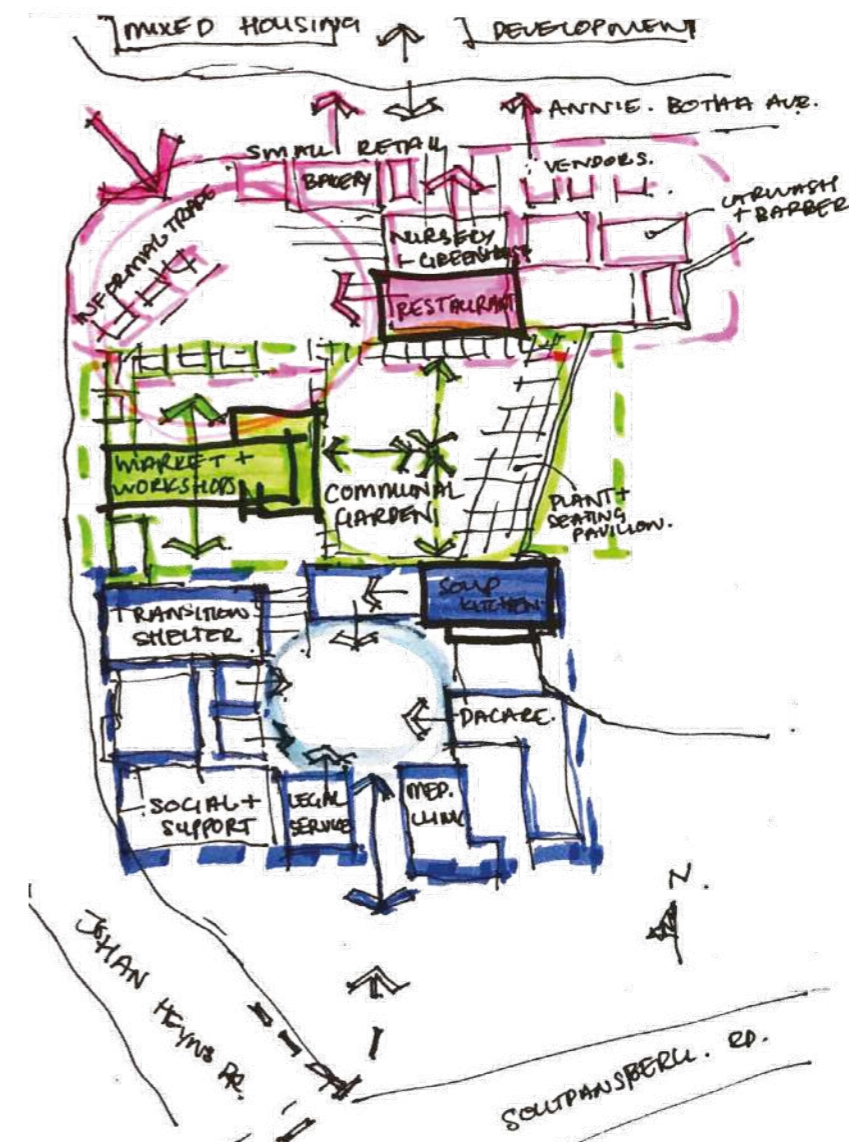 MIXED HOUSING
DEVELOPMENT
ANNIE. BOTHA AVE.
SMALL RETAIL
BAKERY
VENDORS.
CARWASH
+ BARBER
INFORMAL TRADE
NURSERY
+ GREENHOUSE
RESTAURANT
MARKET +
WORKSHOPS
COMMUNAL
GARDEN
PLANT +
SEATING
PAVILION.
SOUP
KITCHEN
TRANSITION
SHELTER
DACARE.
SOCIAL +
SUPPORT
LEGAL
SERVICE
MED.
CLINIC
N.
JOHAN HEYNS DR.
SOUTPANSBERG. RD.